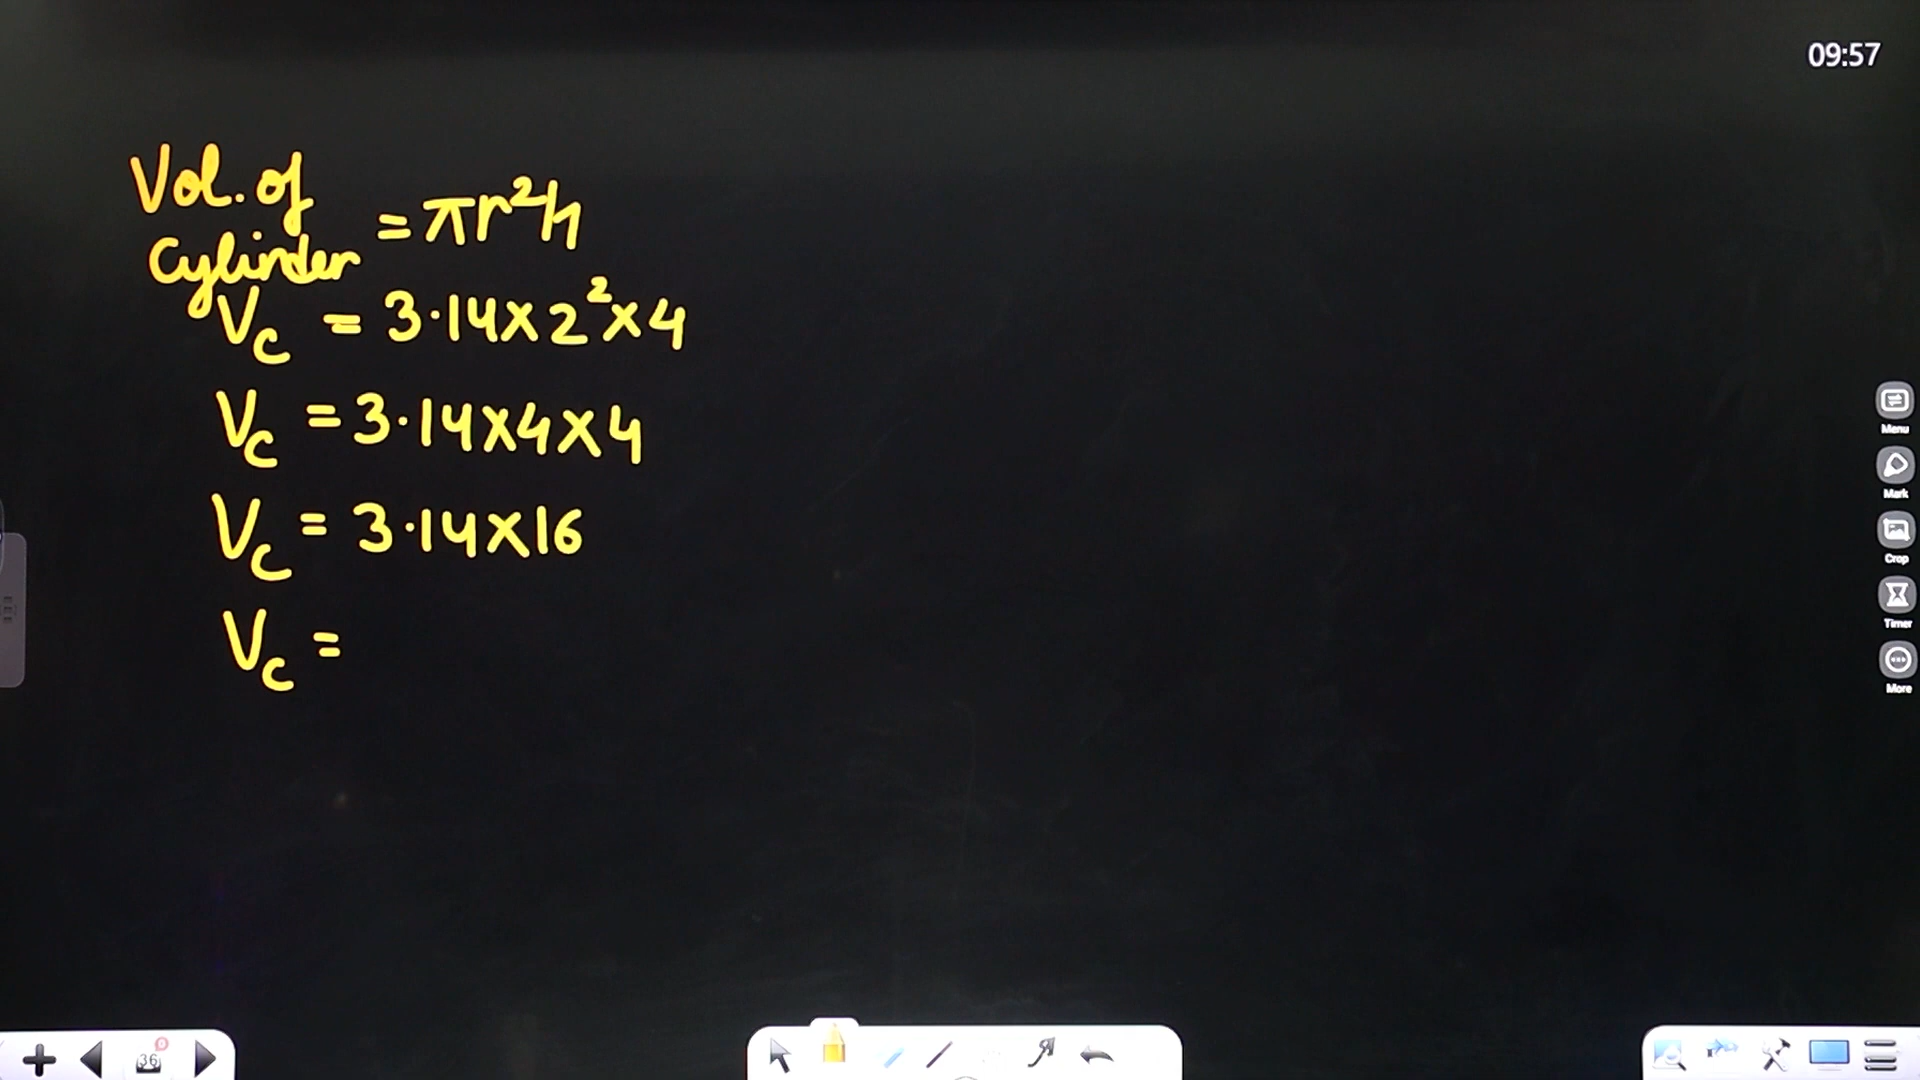 09:57
Vol. of
Cylinder = πr²h
Vc = 3·14×2²×4
Vc = 3·14×4×4
Vc = 3·14×16
Vc =
Menu
Mark
Crop
Timer
More
36
0